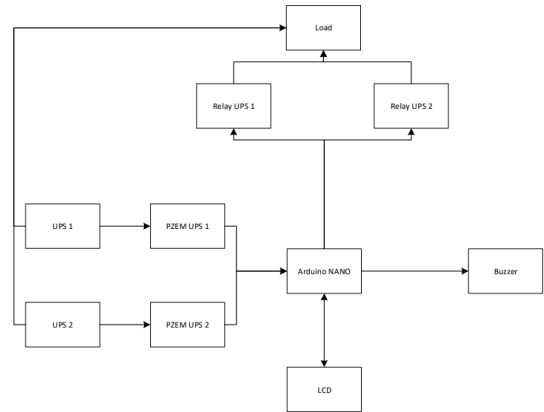 Load
Relay UPS 1
Relay UPS 2
UPS 1
PZEM UPS 1
Arduino NANO
Buzzer
UPS 2
PZEM UPS 2
LCD